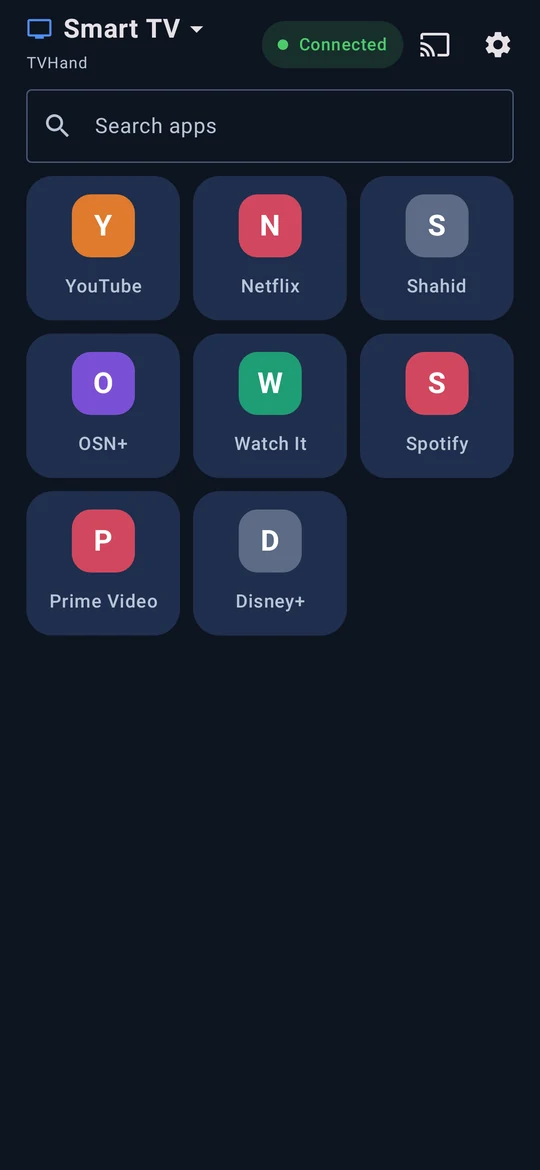 Smart TV
TVHand
Connected
Search apps
Y
N
S
YouTube
Netflix
Shahid
O
W
S
OSN+
Watch It
Spotify
P
D
Prime Video
Disney+